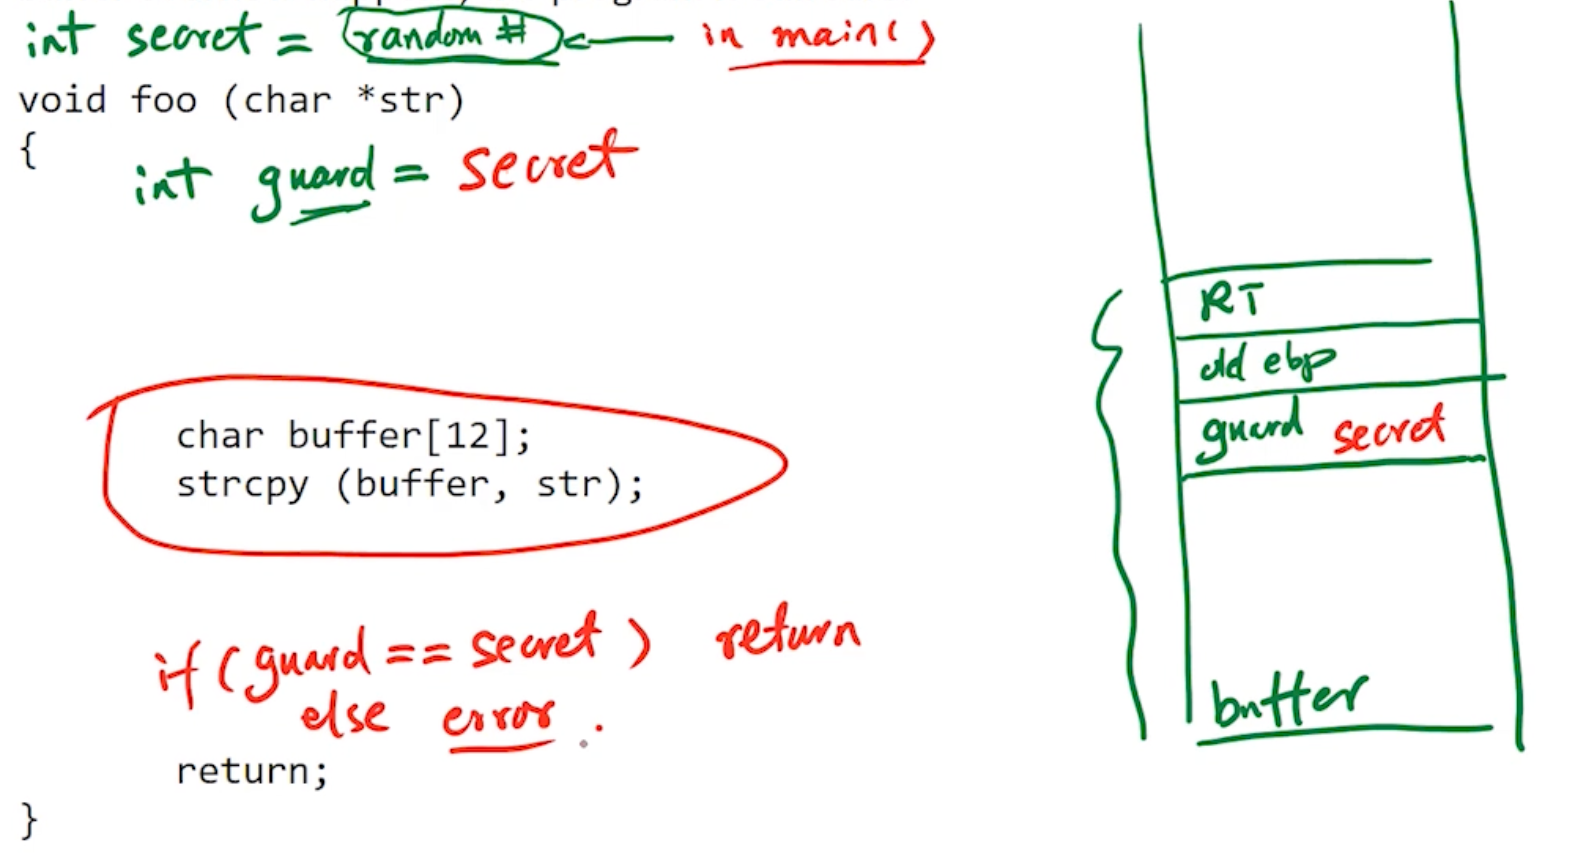 int secret = random # ← in main()
void foo (char *str)
{
int guard = secret
char buffer[12];
strcpy (buffer, str);
if (guard == secret) return
else error.
return;
}
RT
old ebp
guard secret
buffer